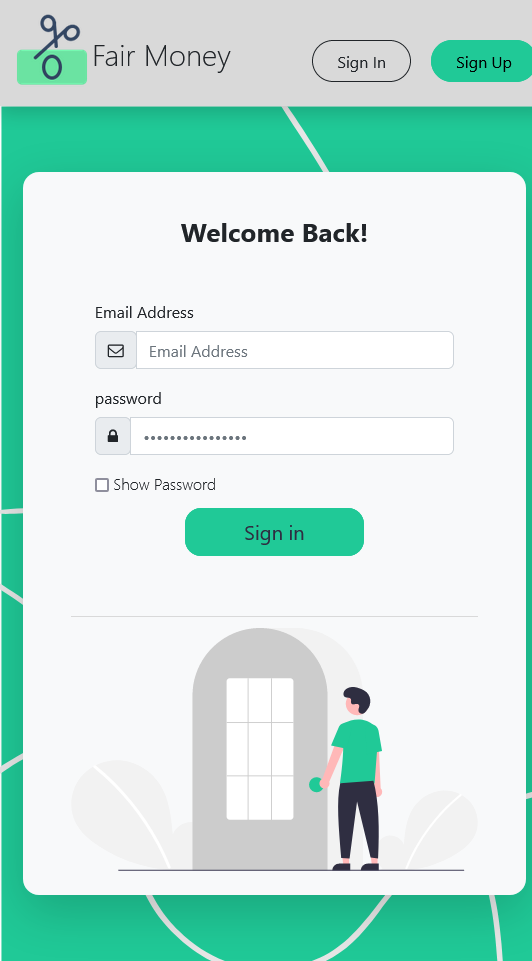 Fair Money
Sign In
Sign Up
Welcome Back!
Email Address
Email Address
password
••••••••••••••••
Show Password
Sign in